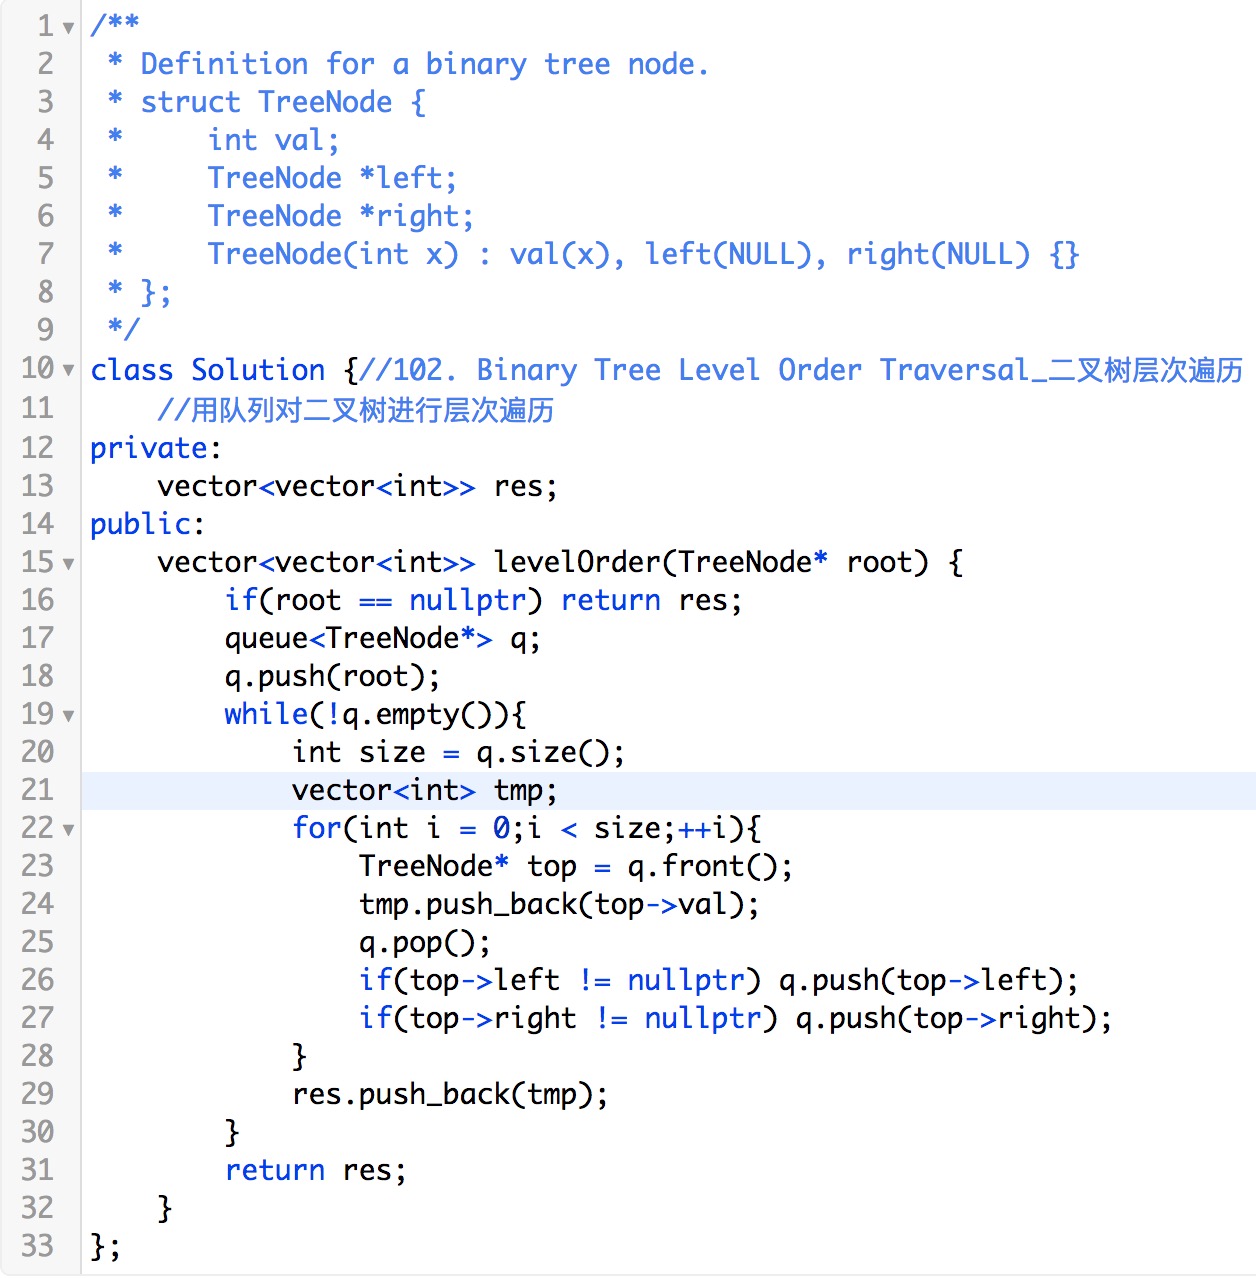 1 /**
2 * Definition for a binary tree node.
3 * struct TreeNode {
4 *     int val;
5 *     TreeNode *left;
6 *     TreeNode *right;
7 *     TreeNode(int x) : val(x), left(NULL), right(NULL) {}
8 * };
9 */
10 class Solution {//102. Binary Tree Level Order Traversal_二叉树层次遍历
11     //用队列对二叉树进行层次遍历
12 private:
13     vector<vector<int>> res;
14 public:
15     vector<vector<int>> levelOrder(TreeNode* root) {
16         if(root == nullptr) return res;
17         queue<TreeNode*> q;
18         q.push(root);
19         while(!q.empty()){
20             int size = q.size();
21             vector<int> tmp;
22             for(int i = 0;i < size;++i){
23                 TreeNode* top = q.front();
24                 tmp.push_back(top->val);
25                 q.pop();
26                 if(top->left != nullptr) q.push(top->left);
27                 if(top->right != nullptr) q.push(top->right);
28             }
29             res.push_back(tmp);
30         }
31         return res;
32     }
33 };